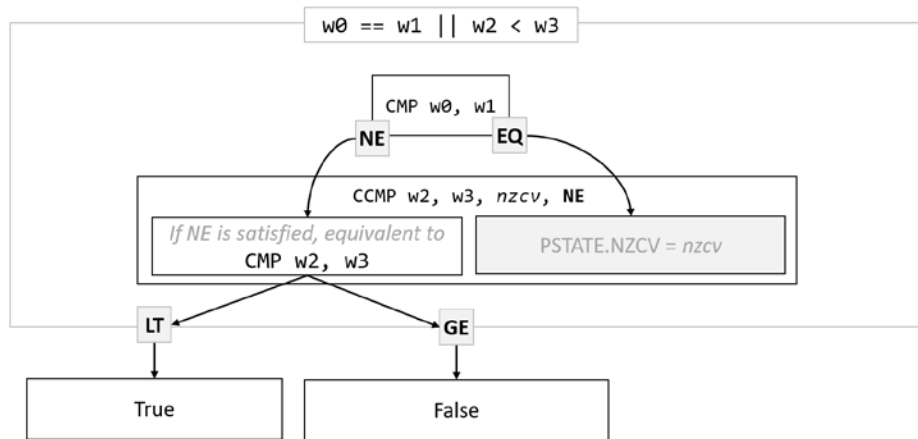 w0 == w1 || w2 < w3
CMP w0, w1
NE
EQ
CCMP w2, w3, nzcv, NE
If NE is satisfied, equivalent to
CMP w2, w3
PSTATE.NZCV = nzcv
LT
GE
True
False